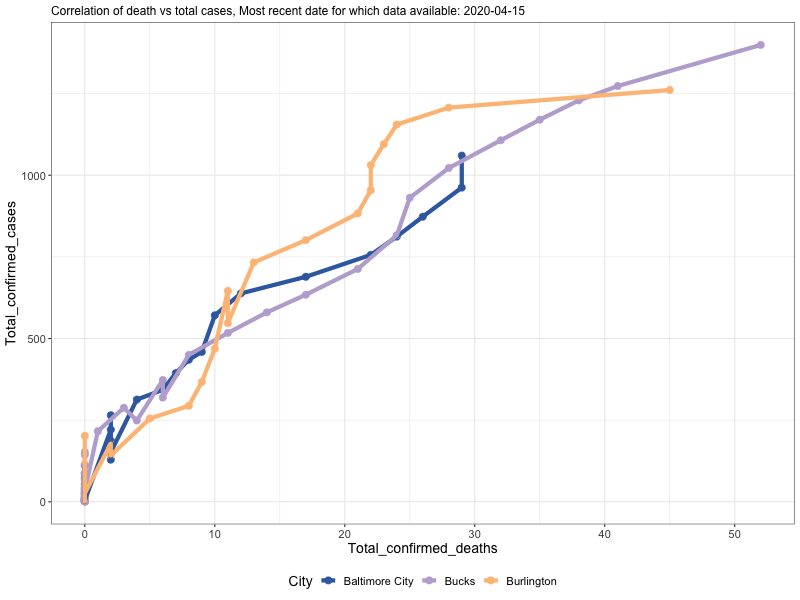 Correlation of death vs total cases, Most recent date for which data available: 2020-04-15
Total_confirmed_cases
1000
500
0
0 10 20 30 40 50
Total_confirmed_deaths
City Baltimore City Bucks Burlington